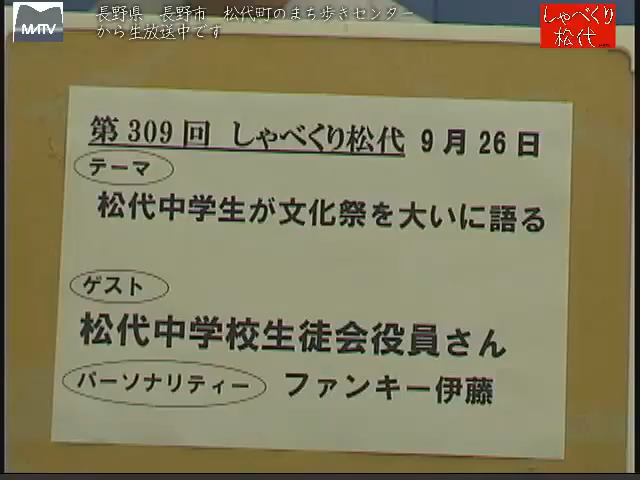 MATV
長野県　長野市　松代町のまち歩きセンター
から生放送中です
しゃべくり
松代
第309回　しゃべくり松代　9月26日
テーマ
松代中学生が文化祭を大いに語る
ゲスト
松代中学校生徒会役員さん
パーソナリティー　ファンキー伊藤